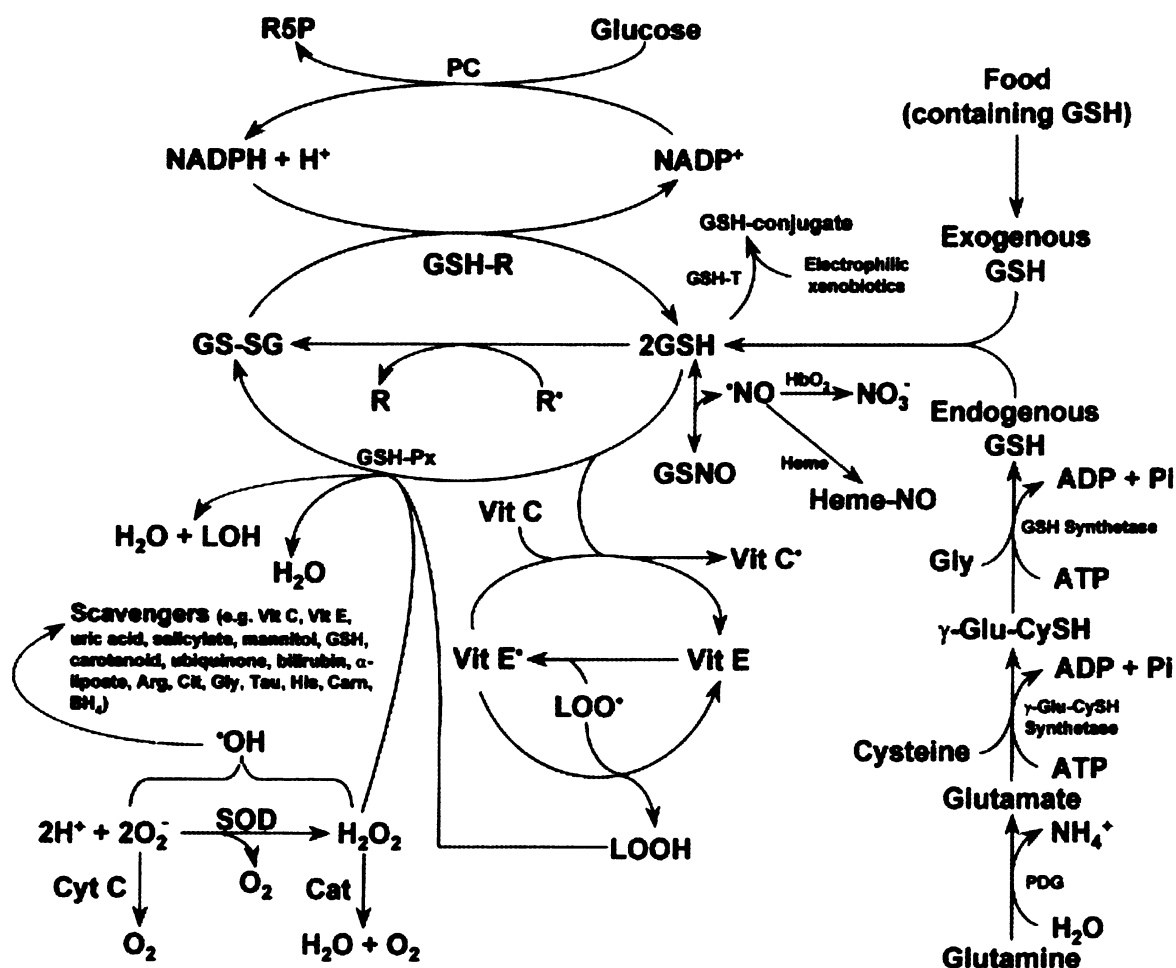 R5P
Glucose
PC
Food
(containing GSH)
NADPH + H⁺
NADP⁺
GSH-conjugate
Exogenous
GSH
GSH-R
GSH-T
Electrophilic
xenobiotics
GS-SG
2GSH
R
R•
•NO
HbO₂
NO₃⁻
Endogenous
GSH
GSH-Px
GSNO
Heme
Heme-NO
ADP + Pi
GSH Synthetase
H₂O + LOH
H₂O
Vit C
Vit C•
Gly
ATP
Scavengers (e.g. Vit C, Vit E,
uric acid, salicylate, mannitol, GSH,
carotenoid, ubiquinone, bilirubin, α-
lipoate, Arg, Cit, Gly, Tau, His, Carn,
BH₄)
Vit E•
Vit E
γ-Glu-CySH
ADP + Pi
γ-Glu-CySH
Synthetase
LOO•
•OH
Cysteine
ATP
Glutamate
2H⁺ + 2O₂⁻
SOD
H₂O₂
LOOH
NH₄⁺
Cyt C
O₂
Cat
PDG
O₂
H₂O + O₂
H₂O
Glutamine